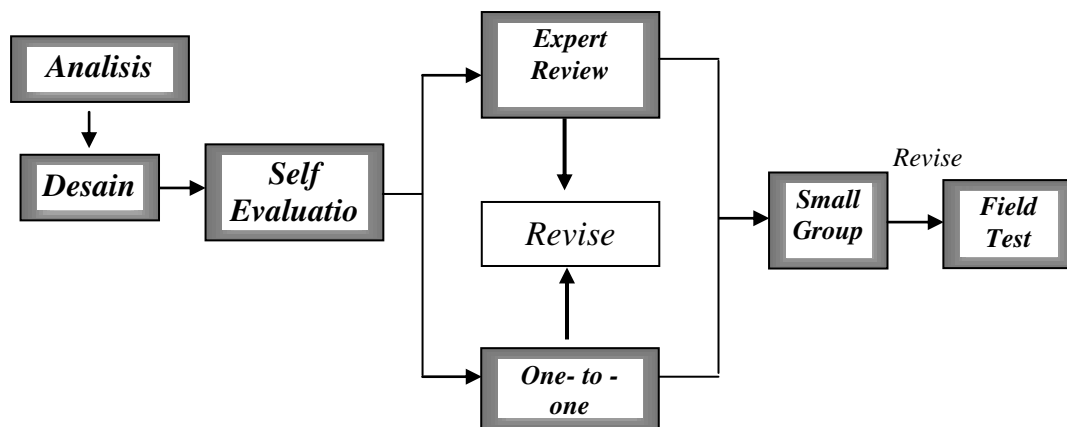 Analisis
Desain
Self
Evaluatio
Expert
Review
Revise
One- to -
one
Small
Group
Revise
Field
Test